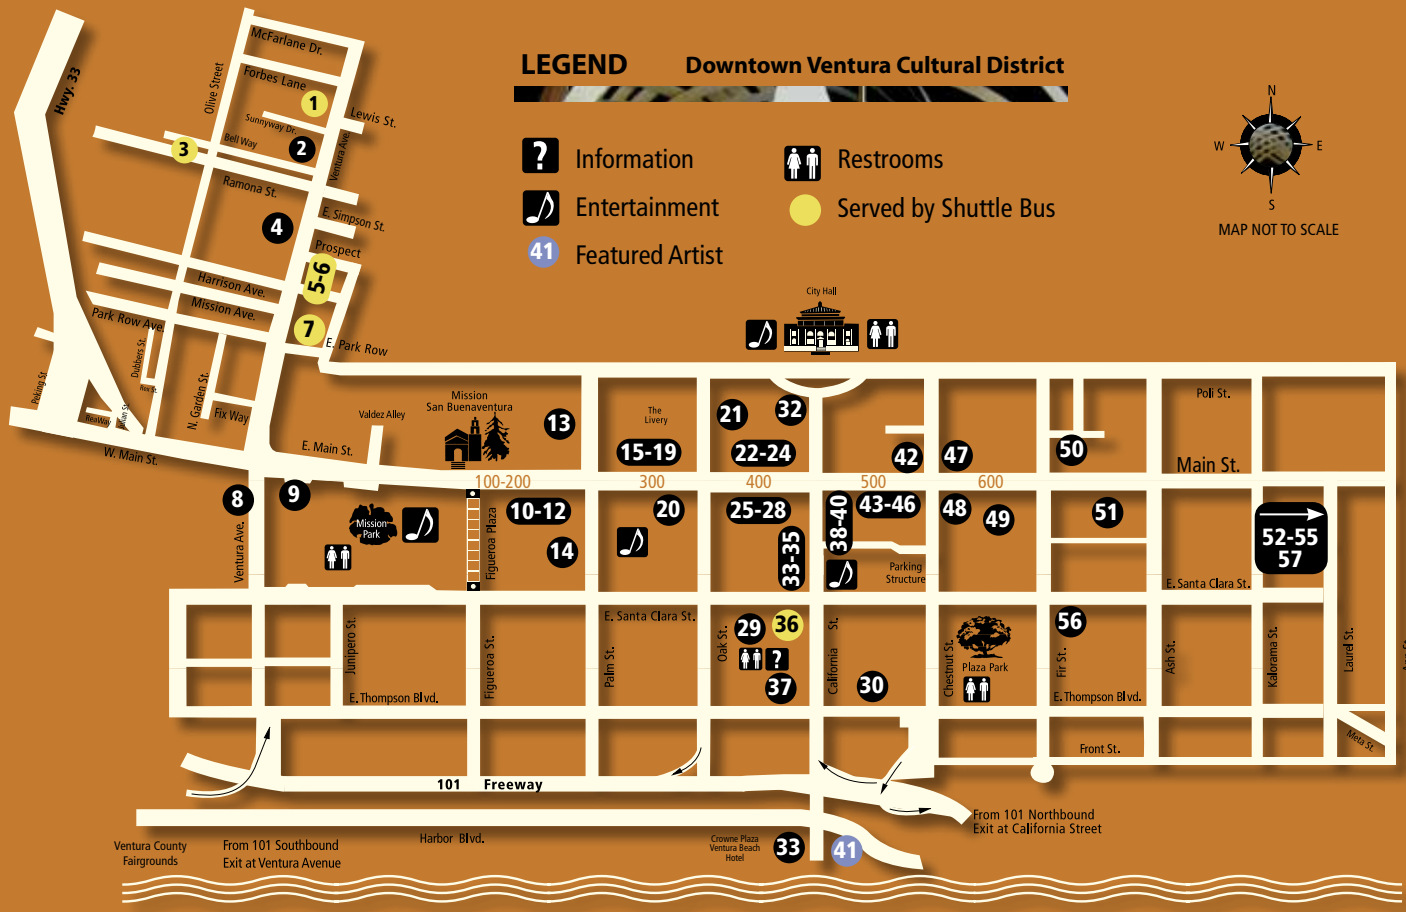 LEGEND
Downtown Ventura Cultural District
?
Information
Restrooms
Entertainment
Served by Shuttle Bus
41
Featured Artist
N
W
E
S
MAP NOT TO SCALE
Hwy. 33
McFarlane Dr.
Forbes Lane
Olive Street
1
Lewis St.
Sunnyway Dr.
Bell Way
2
3
Ventura Ave.
Ramona St.
E. Simpson St.
4
Prospect
5-6
Harrison Ave.
Mission Ave.
Park Row Ave.
7
E. Park Row
Dubbers St.
Rex St.
Peking St.
N. Garden St.
Fix Way
W. Main St.
E. Main St.
Valdez Alley
Mission
San Buenaventura
City Hall
Poli St.
13
The
Livery
15-19
21
32
22-24
42
47
50
Main St.
100-200
300
400
500
600
8
9
Mission
Park
Figueroa Plaza
10-12
14
20
25-28
33-35
38-40
43-46
48
49
51
52-55
57
Parking
Structure
Ventura Ave.
E. Santa Clara St.
E. Santa Clara St.
Junipero St.
Figueroa St.
Palm St.
Oak St.
29
36
?
37
California St.
30
Chestnut St.
Plaza Park
Fir St.
56
Ash St.
Kalorama St.
Laurel St.
E. Thompson Blvd.
E. Thompson Blvd.
Front St.
Meta St.
101 Freeway
From 101 Northbound
Exit at California Street
Harbor Blvd.
Ventura County
Fairgrounds
From 101 Southbound
Exit at Ventura Avenue
Crowne Plaza
Ventura Beach
Hotel
33
41